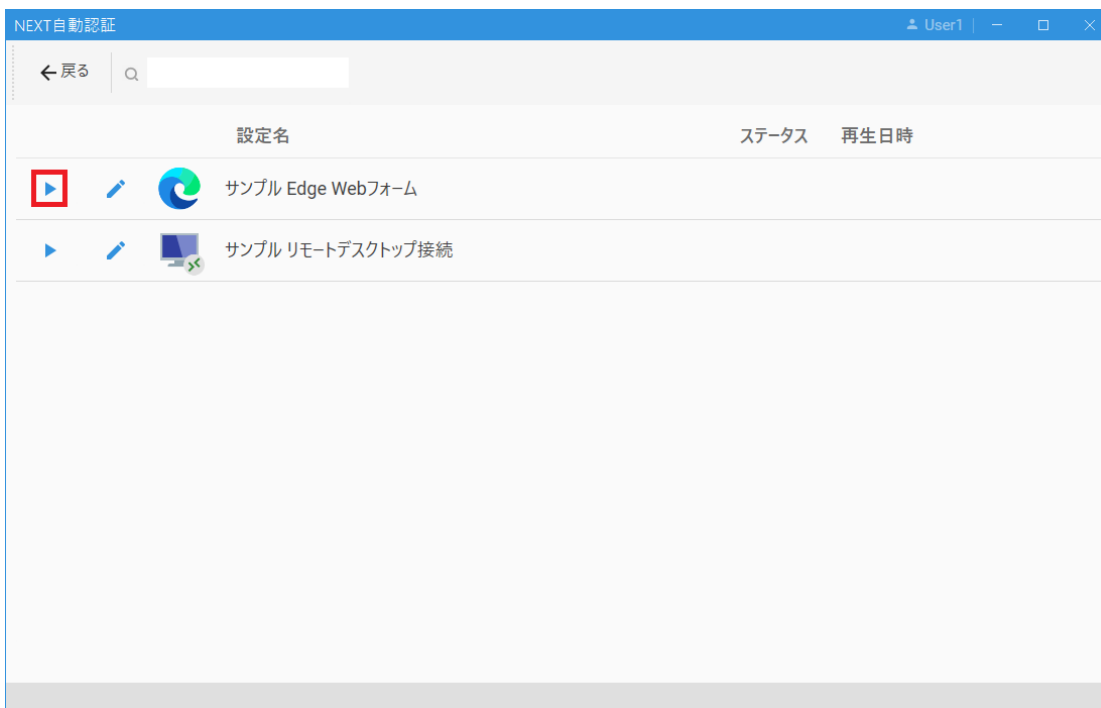 NEXT自動認証 User1
戻る
設定名 ステータス 再生日時
サンプル Edge Webフォーム
サンプル リモートデスクトップ接続